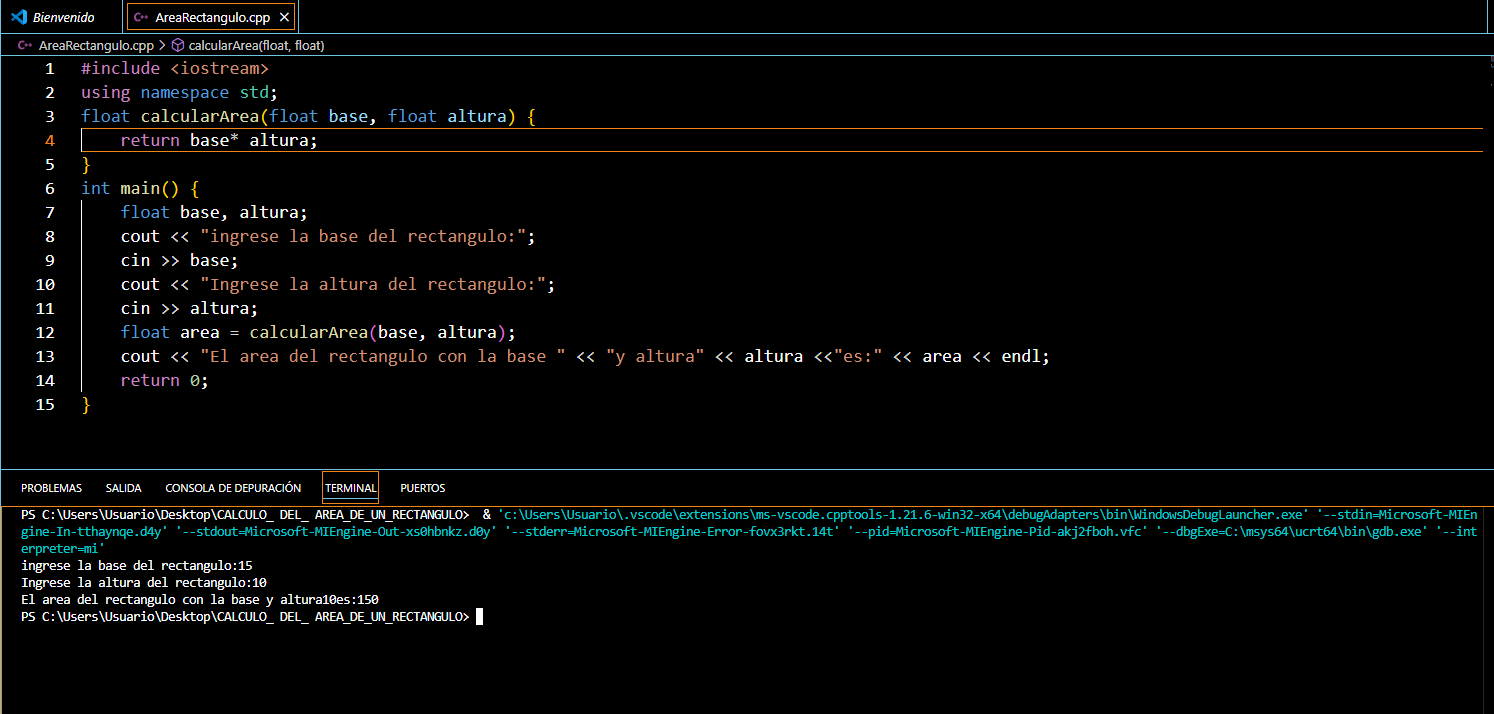 Bienvenido
AreaRectangulo.cpp
AreaRectangulo.cpp > calcularArea(float, float)
1 #include <iostream>
2 using namespace std;
3 float calcularArea(float base, float altura) {
4 return base* altura;
5 }
6 int main() {
7 float base, altura;
8 cout << "ingrese la base del rectangulo:";
9 cin >> base;
10 cout << "Ingrese la altura del rectangulo:";
11 cin >> altura;
12 float area = calcularArea(base, altura);
13 cout << "El area del rectangulo con la base " << "y altura" << altura <<"es:" << area << endl;
14 return 0;
15 }
PROBLEMAS SALIDA CONSOLA DE DEPURACIÓN TERMINAL PUERTOS
PS C:\Users\Usuario\Desktop\CALCULO_ DEL_ AREA_DE_UN_RECTANGULO> & 'c:\Users\Usuario\.vscode\extensions\ms-vscode.cpptools-1.21.6-win32-x64\debugAdapters\bin\WindowsDebugLauncher.exe' '--stdin=Microsoft-MIEn
gine-In-tthaynqe.d4y' '--stdout=Microsoft-MIEngine-Out-xs0hbnkz.d0y' '--stderr=Microsoft-MIEngine-Error-fovx3rkt.14t' '--pid=Microsoft-MIEngine-Pid-akj2fboh.vfc' '--dbgExe=C:\msys64\ucrt64\bin\gdb.exe' '--int
erpreter=mi'
ingrese la base del rectangulo:15
Ingrese la altura del rectangulo:10
El area del rectangulo con la base y altura10es:150
PS C:\Users\Usuario\Desktop\CALCULO_ DEL_ AREA_DE_UN_RECTANGULO>